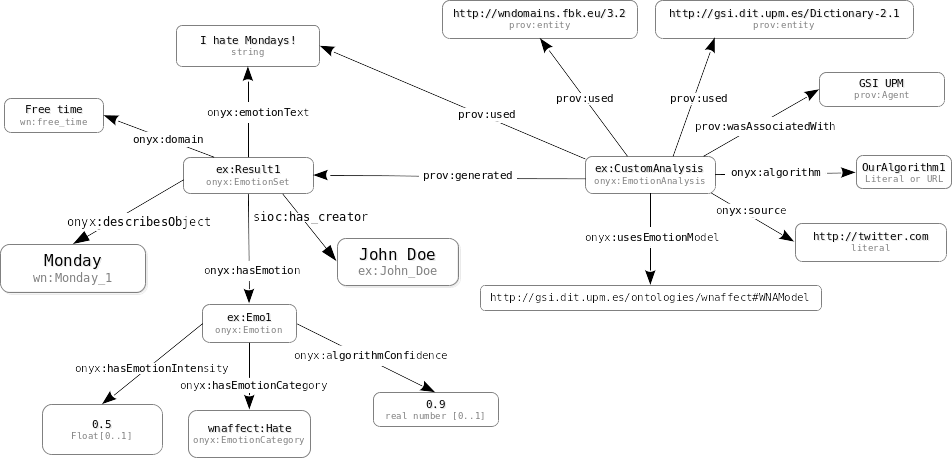 http://wndomains.fbk.eu/3.2
prov:entity
http://gsi.dit.upm.es/Dictionary-2.1
prov:entity
I hate Mondays!
string
GSI UPM
prov:Agent
Free time
wn:free_time
prov:used
prov:used
onyx:emotionText
prov:used
prov:wasAssociatedWith
onyx:domain
ex:Result1
onyx:EmotionSet
prov:generated
ex:CustomAnalysis
onyx:EmotionAnalysis
onyx:algorithm
OurAlgorithm1
Literal or URL
onyx:describesObject
sioc:has_creator
onyx:source
onyx:usesEmotionModel
http://twitter.com
literal
Monday
wn:Monday_1
John Doe
ex:John_Doe
onyx:hasEmotion
http://gsi.dit.upm.es/ontologies/wnaffect#WNAModel
ex:Emo1
onyx:Emotion
onyx:algorithmConfidence
onyx:hasEmotionIntensity
onyx:hasEmotionCategory
0.5
Float[0..1]
wnaffect:Hate
onyx:EmotionCategory
0.9
real number [0..1]